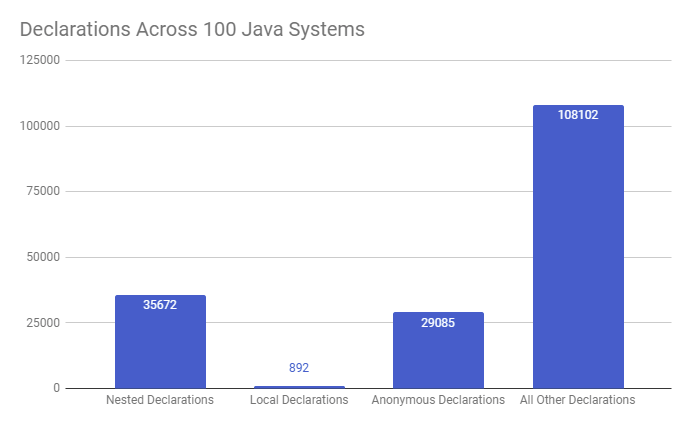 Declarations Across 100 Java Systems
125000
100000
75000
50000
25000
0
35672
892
29085
108102
Nested Declarations
Local Declarations
Anonymous Declarations
All Other Declarations